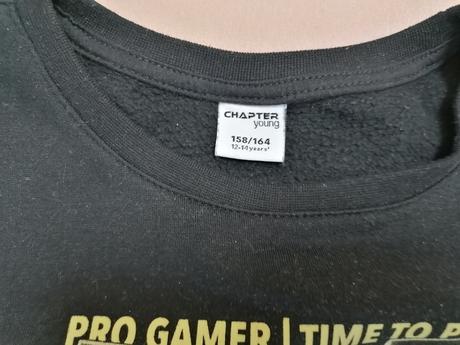 CHAPTER
young
158/164
12-14 years'
PRO GAMER | TIME TO P